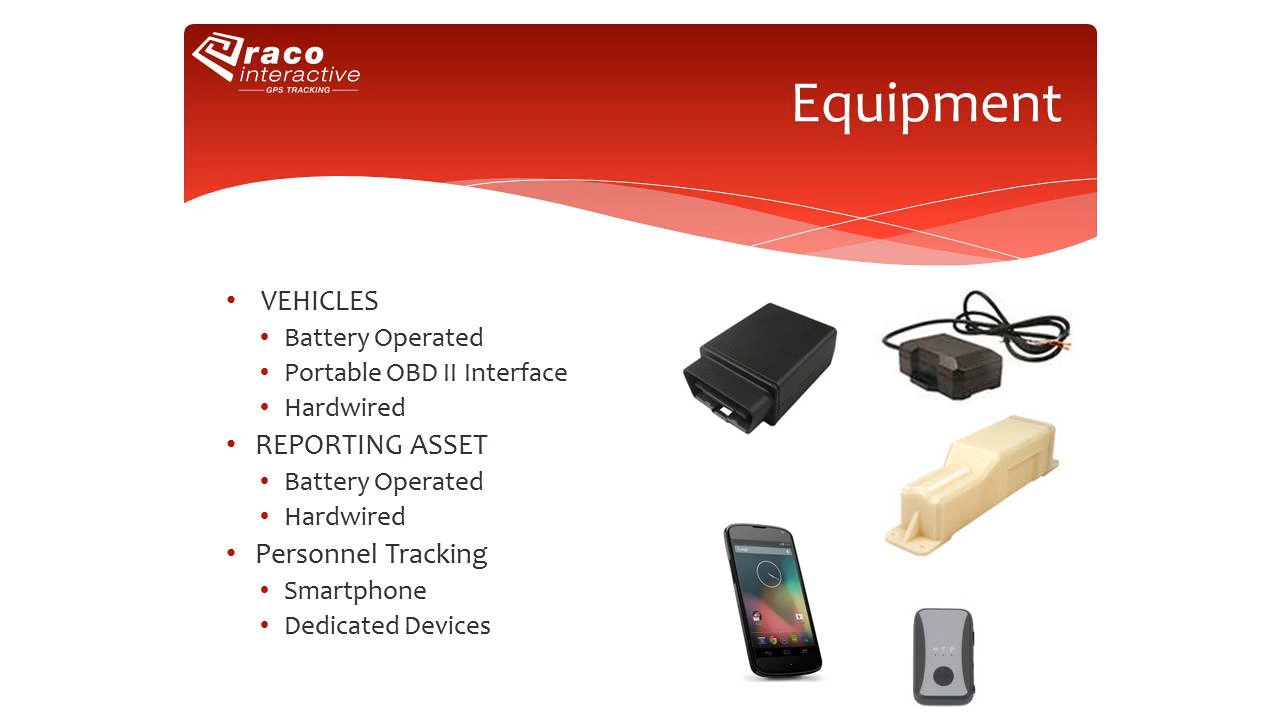 raco
interactive
GPS TRACKING
Equipment
• VEHICLES
• Battery Operated
• Portable OBD II Interface
• Hardwired
• REPORTING ASSET
• Battery Operated
• Hardwired
• Personnel Tracking
• Smartphone
• Dedicated Devices